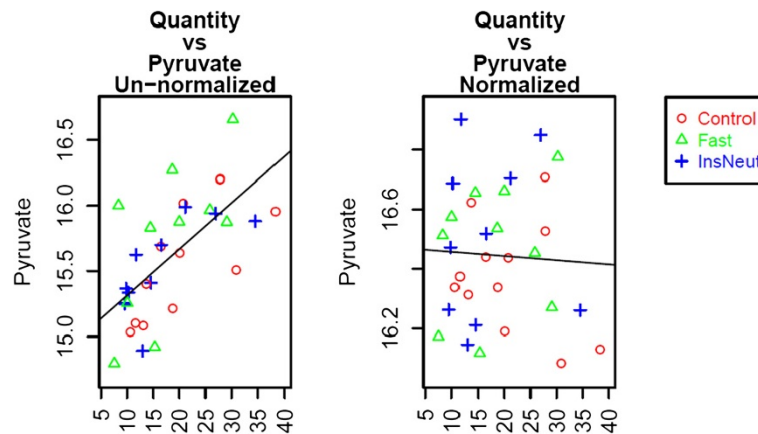 Quantity
vs
Pyruvate
Un-normalized
Pyruvate
16.5
16.0
15.5
15.0
5 10 15 20 25 30 35 40
Quantity
vs
Pyruvate
Normalized
Pyruvate
16.6
16.2
5 10 15 20 25 30 35 40
Control
Fast
InsNeut